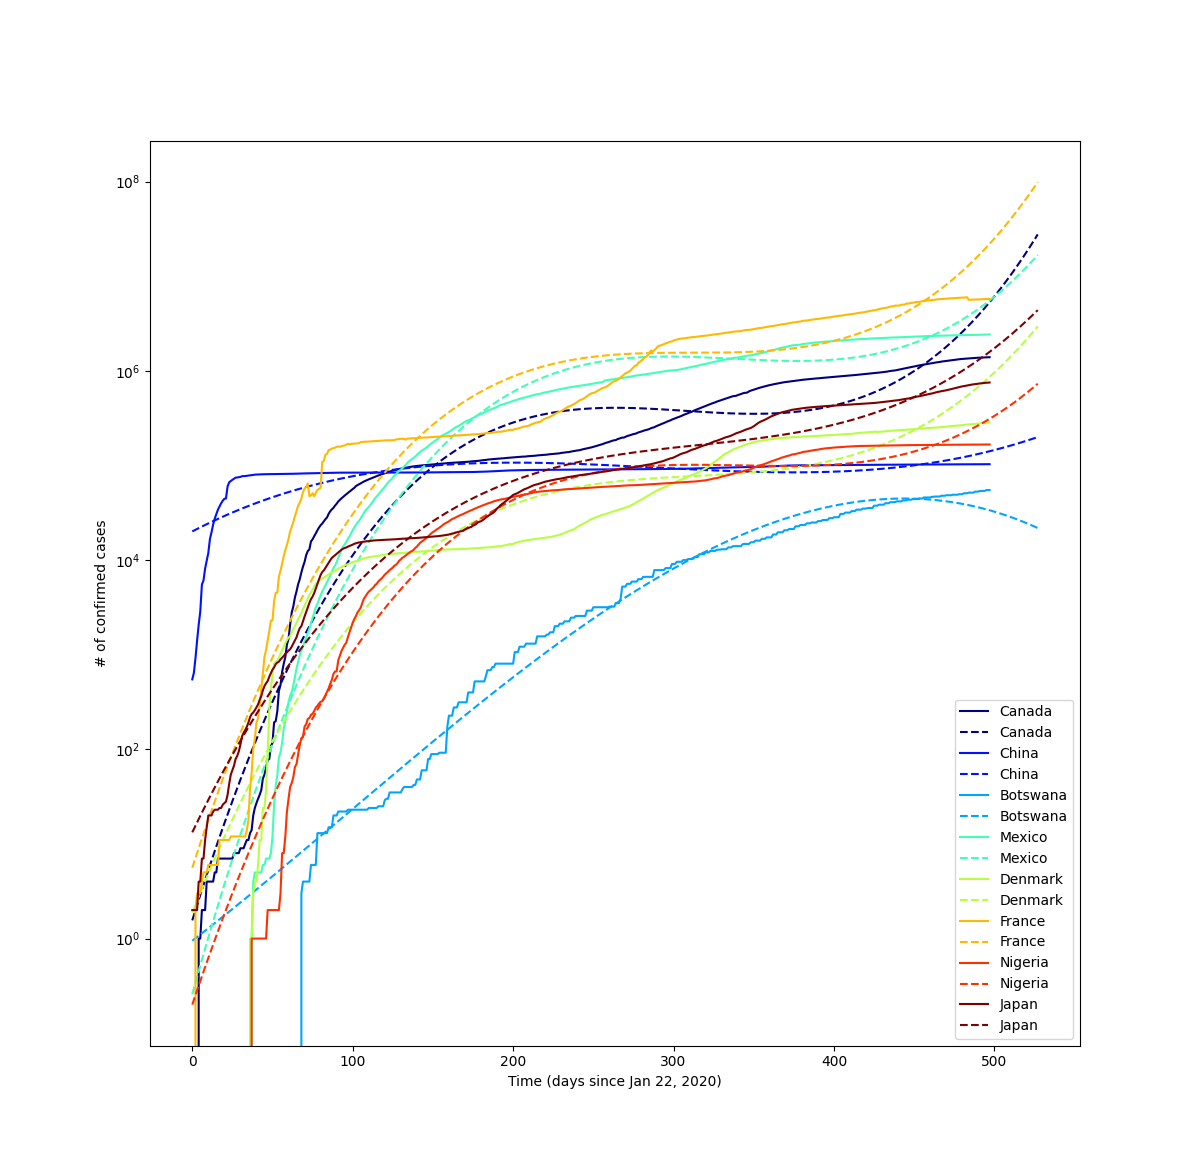 10^8
10^6
10^4
10^2
10^0
# of confirmed cases
0 100 200 300 400 500
Time (days since Jan 22, 2020)
Canada
Canada
China
China
Botswana
Botswana
Mexico
Mexico
Denmark
Denmark
France
France
Nigeria
Nigeria
Japan
Japan